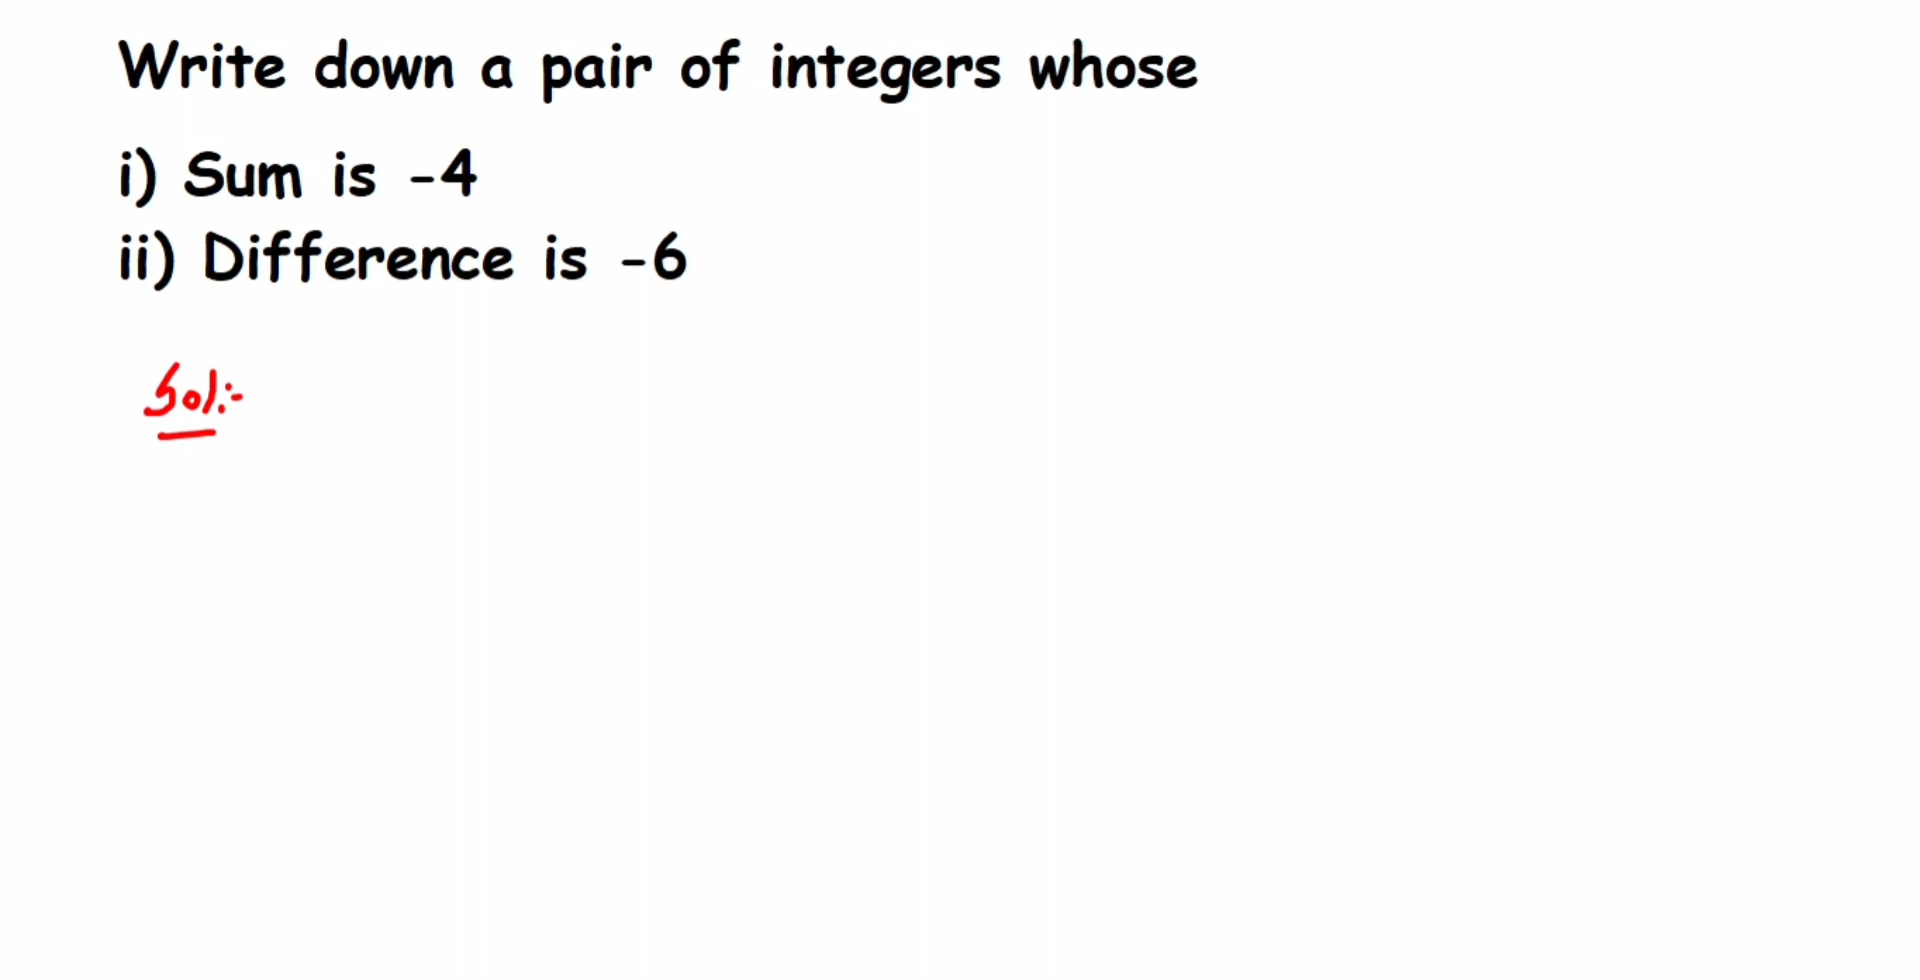 Write down a pair of integers whose
i) Sum is -4
ii) Difference is -6
Sol:-